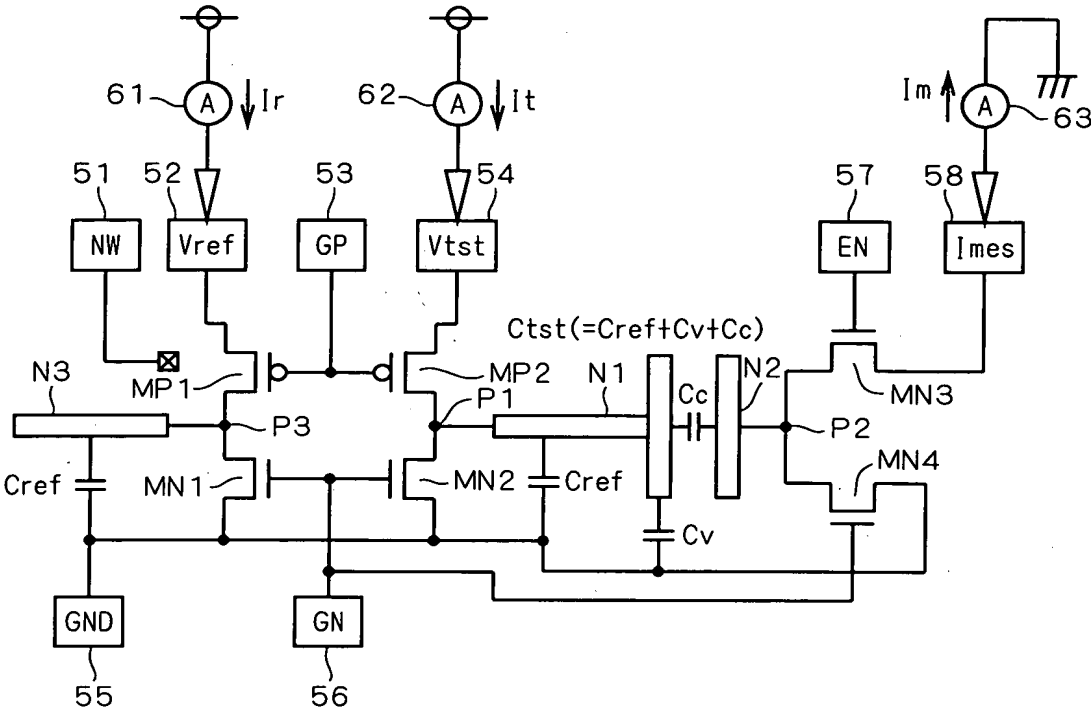 61
A
Ir
62
A
It
Im
A
63
51
52
53
54
57
58
NW
Vref
GP
Vtst
EN
Imes
Ctst(=Cref+Cv+Cc)
N3
MP1
MP2
N1
Cc
N2
MN3
P3
P1
P2
Cref
MN1
MN2
Cref
MN4
Cv
GND
GN
55
56